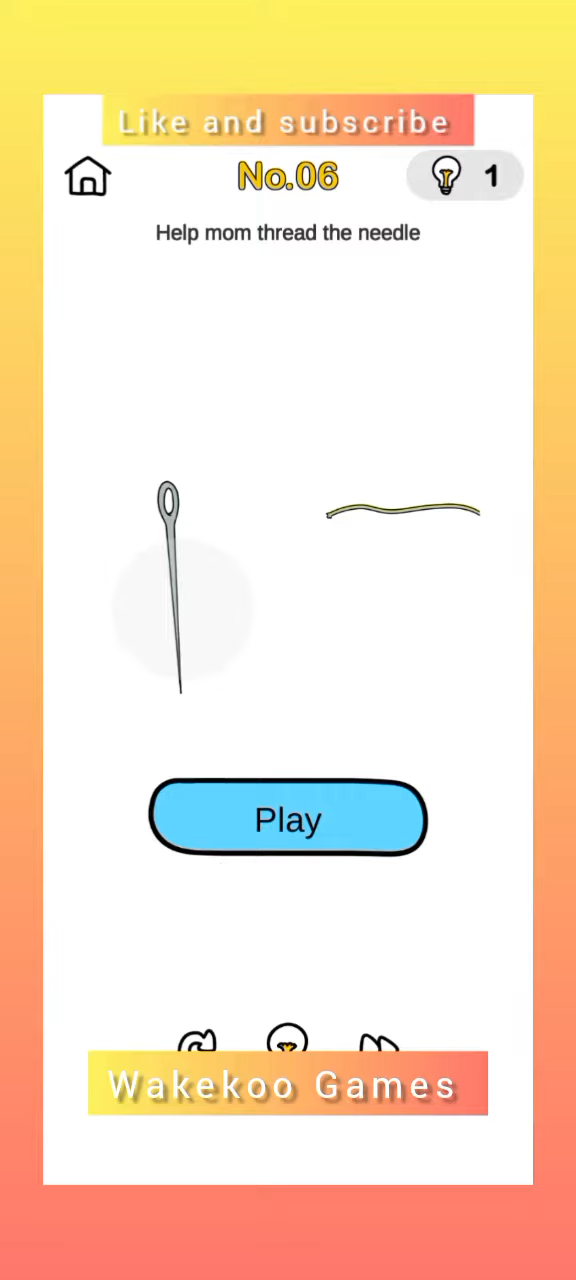 Like and subscribe
No.06
1
Help mom thread the needle
Play
Wakekoo Games